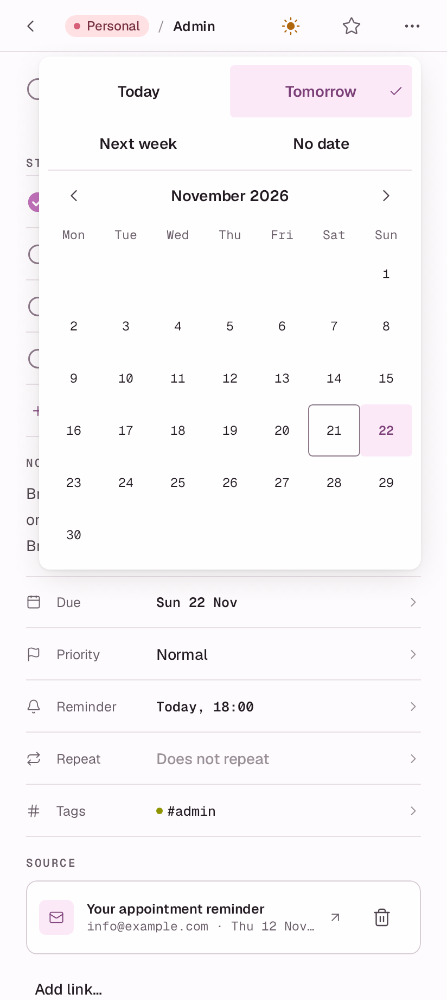 Personal / Admin
Today Tomorrow
Next week No date
November 2026
Mon Tue Wed Thu Fri Sat Sun
1
2 3 4 5 6 7 8
9 10 11 12 13 14 15
16 17 18 19 20 21 22
23 24 25 26 27 28 29
30
Due Sun 22 Nov
Priority Normal
Reminder Today, 18:00
Repeat Does not repeat
Tags #admin
SOURCE
Your appointment reminder
info@example.com · Thu 12 Nov…
Add link…